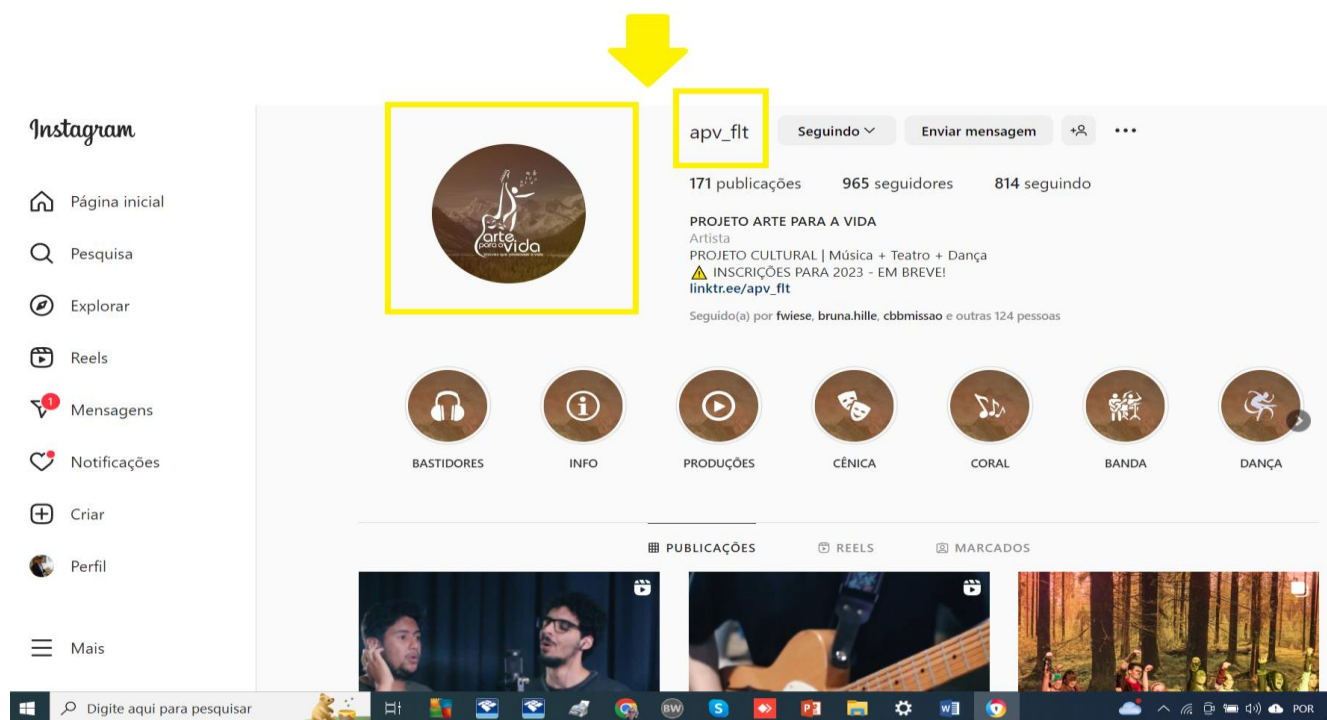 Instagram
Página inicial
Pesquisa
Explorar
Reels
1
Mensagens
Notificações
Criar
Perfil
Mais
apv_flt Seguindo Enviar mensagem
171 publicações 965 seguidores 814 seguindo
PROJETO ARTE PARA A VIDA
Artista
PROJETO CULTURAL | Música + Teatro + Dança
⚠ INSCRIÇÕES PARA 2023 - EM BREVE!
linktr.ee/apv_flt
Seguido(a) por fwiese, bruna.hille, cbbmissao e outras 124 pessoas
arte
para a vida
BASTIDORES INFO PRODUÇÕES CÊNICA CORAL BANDA DANÇA
PUBLICAÇÕES REELS MARCADOS
Digite aqui para pesquisar BW S P W POR